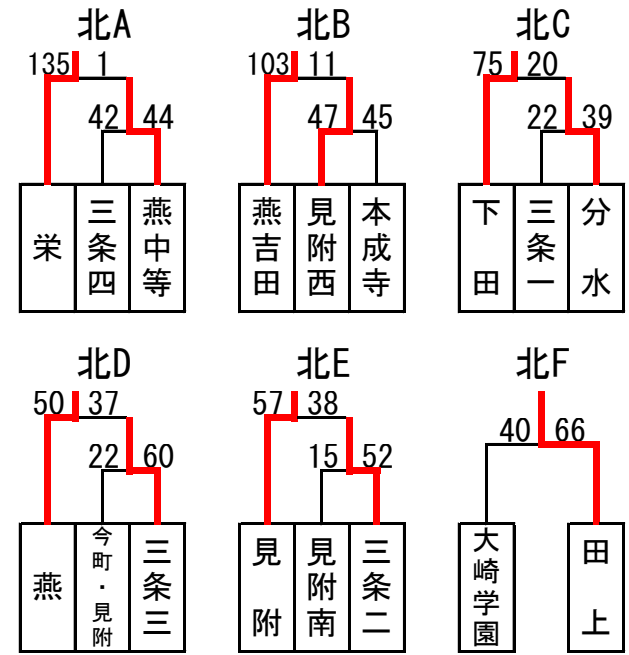 北A 北B 北C
135 1 103 11 75 20
42 44 47 45 22 39
栄 三条四 燕中等 燕吉田 見附西 本成寺 下田 三条一 分水
北D 北E 北F
50 37 57 38
40 66
22 60 15 52
燕 今町・見附 三条三 見附 見附南 三条二 大崎学園 田上